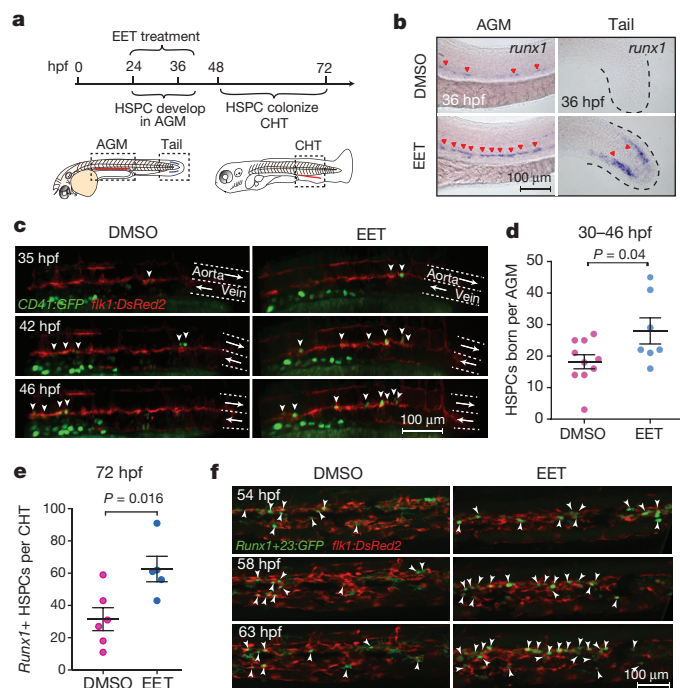 a
EET treatment
hpf 0 24 36 48 72
HSPC develop in AGM
HSPC colonize CHT
AGM Tail CHT
b
AGM Tail
DMSO
runx1 runx1
36 hpf 36 hpf
EET
100 μm
c
DMSO EET
35 hpf
Aorta Aorta
Vein Vein
CD41:GFP flk1:DsRed2
42 hpf
46 hpf
100 μm
d
30–46 hpf
P = 0.04
HSPCs born per AGM
50
40
30
20
10
0
DMSO EET
e
72 hpf
P = 0.016
Runx1+ HSPCs per CHT
100
80
60
40
20
0
DMSO EET
f
DMSO EET
54 hpf
Runx1+23:GFP flk1:DsRed2
58 hpf
63 hpf
100 μm